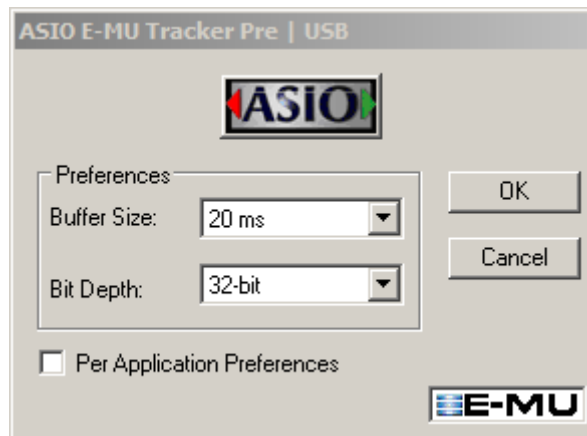 ASIO E-MU Tracker Pre | USB
ASIO
Preferences
Buffer Size: 20 ms
Bit Depth: 32-bit
OK
Cancel
Per Application Preferences
E-MU